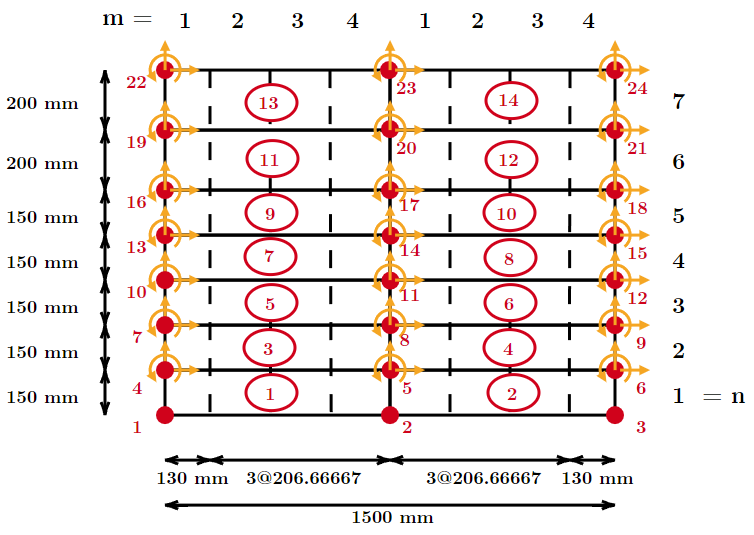 m = 1 2 3 4 1 2 3 4
22 23 24
200 mm 13 14 7
19 20 21
200 mm 11 12 6
16 17 18
150 mm 9 10 5
13 14 15
150 mm 7 8 4
10 11 12
150 mm 5 6 3
7 8 9
150 mm 3 4 2
4 5 6
150 mm 1 2 1 = n
1 2 3
130 mm 3@206.66667 3@206.66667 130 mm
1500 mm